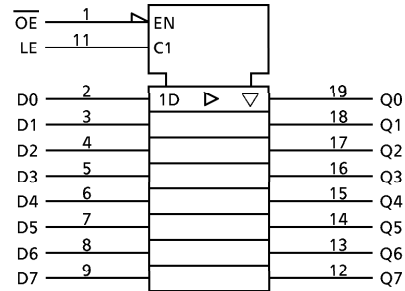 OE 1 EN
LE 11 C1
D0 2 1D 19 Q0
D1 3 18 Q1
D2 4 17 Q2
D3 5 16 Q3
D4 6 15 Q4
D5 7 14 Q5
D6 8 13 Q6
D7 9 12 Q7